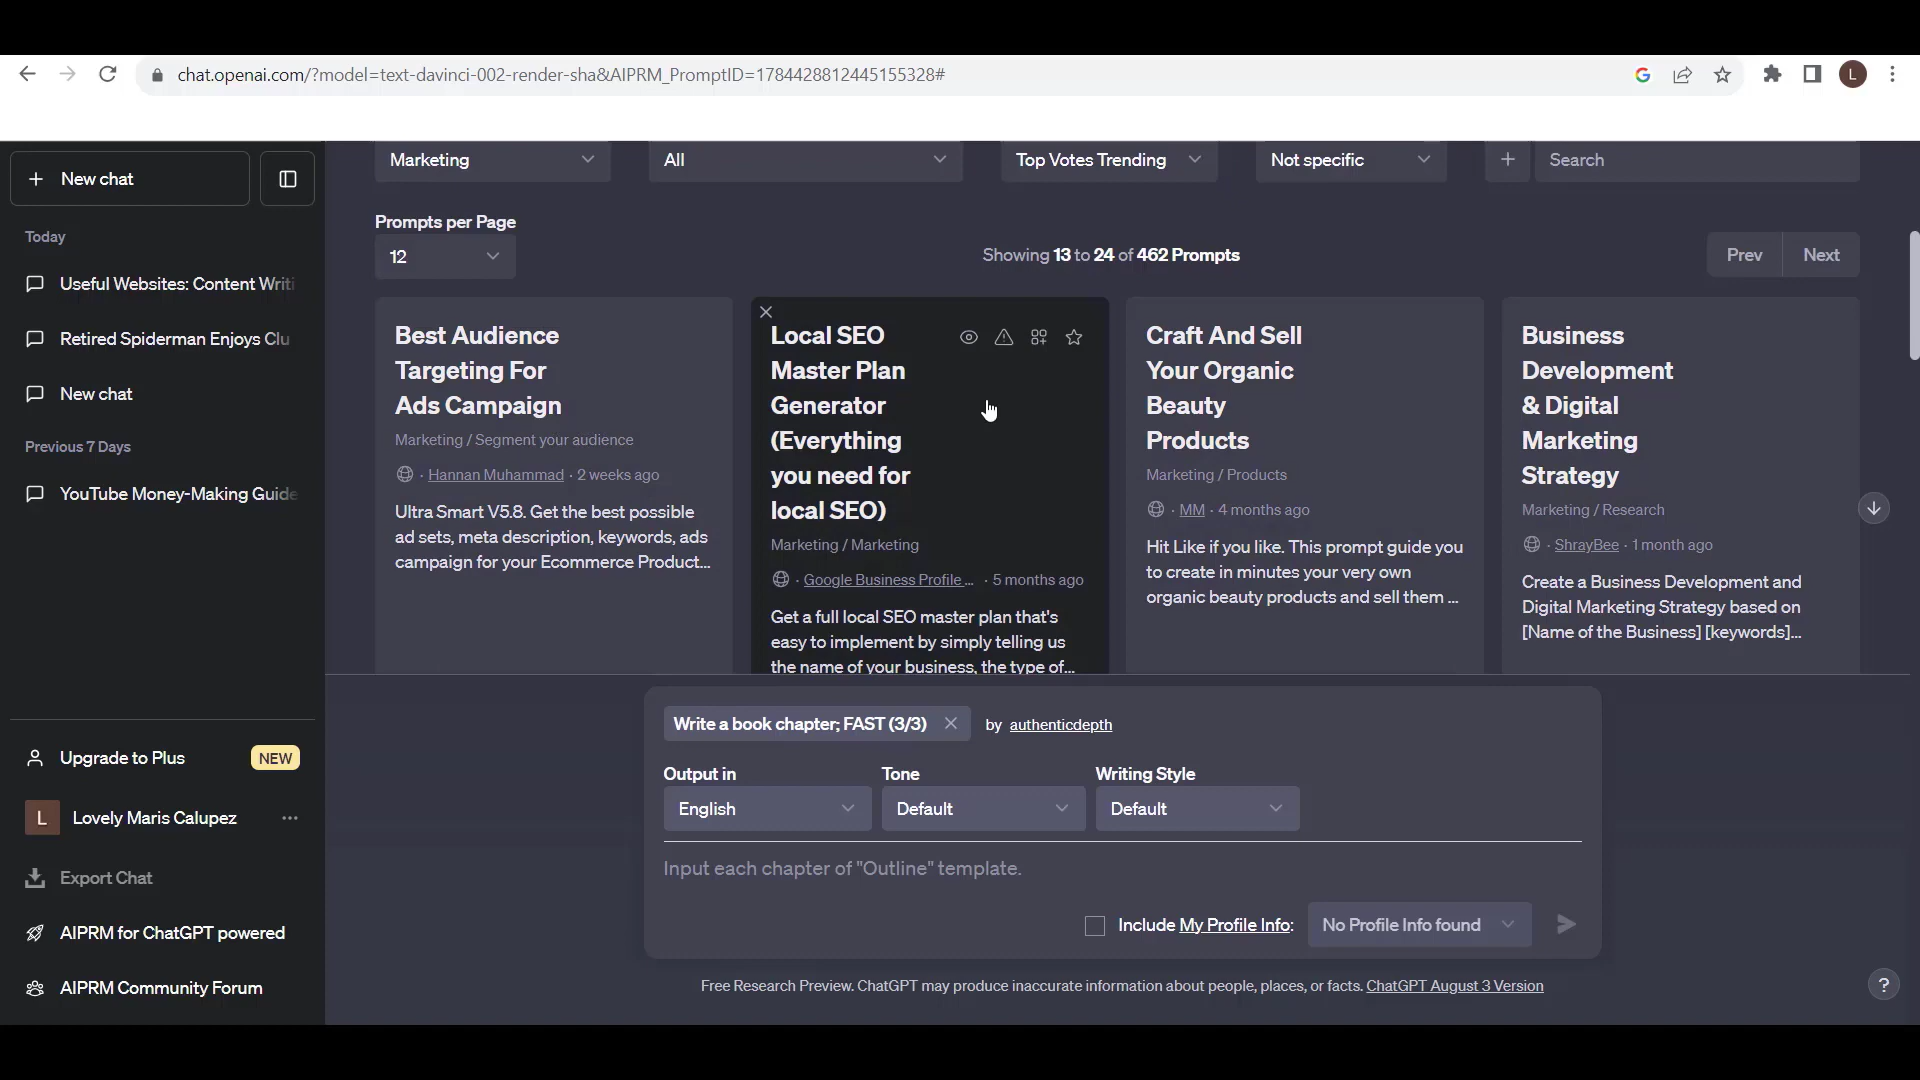 chat.openai.com/?model=text-davinci-002-render-sha&AIPRM_PromptID=1784428812445155328#
L
New chat
Today
Useful Websites: Content Writi
Retired Spiderman Enjoys Clu
New chat
Previous 7 Days
YouTube Money-Making Guide
Upgrade to Plus NEW
L Lovely Maris Calupez
Export Chat
AIPRM for ChatGPT powered
AIPRM Community Forum
Marketing
All
Top Votes Trending
Not specific
+
Search
Prompts per Page
12
Showing 13 to 24 of 462 Prompts
Prev
Next
Best Audience
Targeting For
Ads Campaign
Marketing / Segment your audience
· Hannan Muhammad · 2 weeks ago
Ultra Smart V5.8. Get the best possible
ad sets, meta description, keywords, ads
campaign for your Ecommerce Product...
Local SEO
Master Plan
Generator
(Everything
you need for
local SEO)
Marketing / Marketing
· Google Business Profile ... · 5 months ago
Get a full local SEO master plan that's
easy to implement by simply telling us
the name of your business, the type of...
Craft And Sell
Your Organic
Beauty
Products
Marketing / Products
· MM · 4 months ago
Hit Like if you like. This prompt guide you
to create in minutes your very own
organic beauty products and sell them ...
Business
Development
& Digital
Marketing
Strategy
Marketing / Research
· ShrayBee · 1 month ago
Create a Business Development and
Digital Marketing Strategy based on
[Name of the Business] [keywords]...
Write a book chapter; FAST (3/3)
by authenticdepth
Output in
English
Tone
Default
Writing Style
Default
Input each chapter of "Outline" template.
Include My Profile Info:
No Profile Info found
Free Research Preview. ChatGPT may produce inaccurate information about people, places, or facts. ChatGPT August 3 Version
?